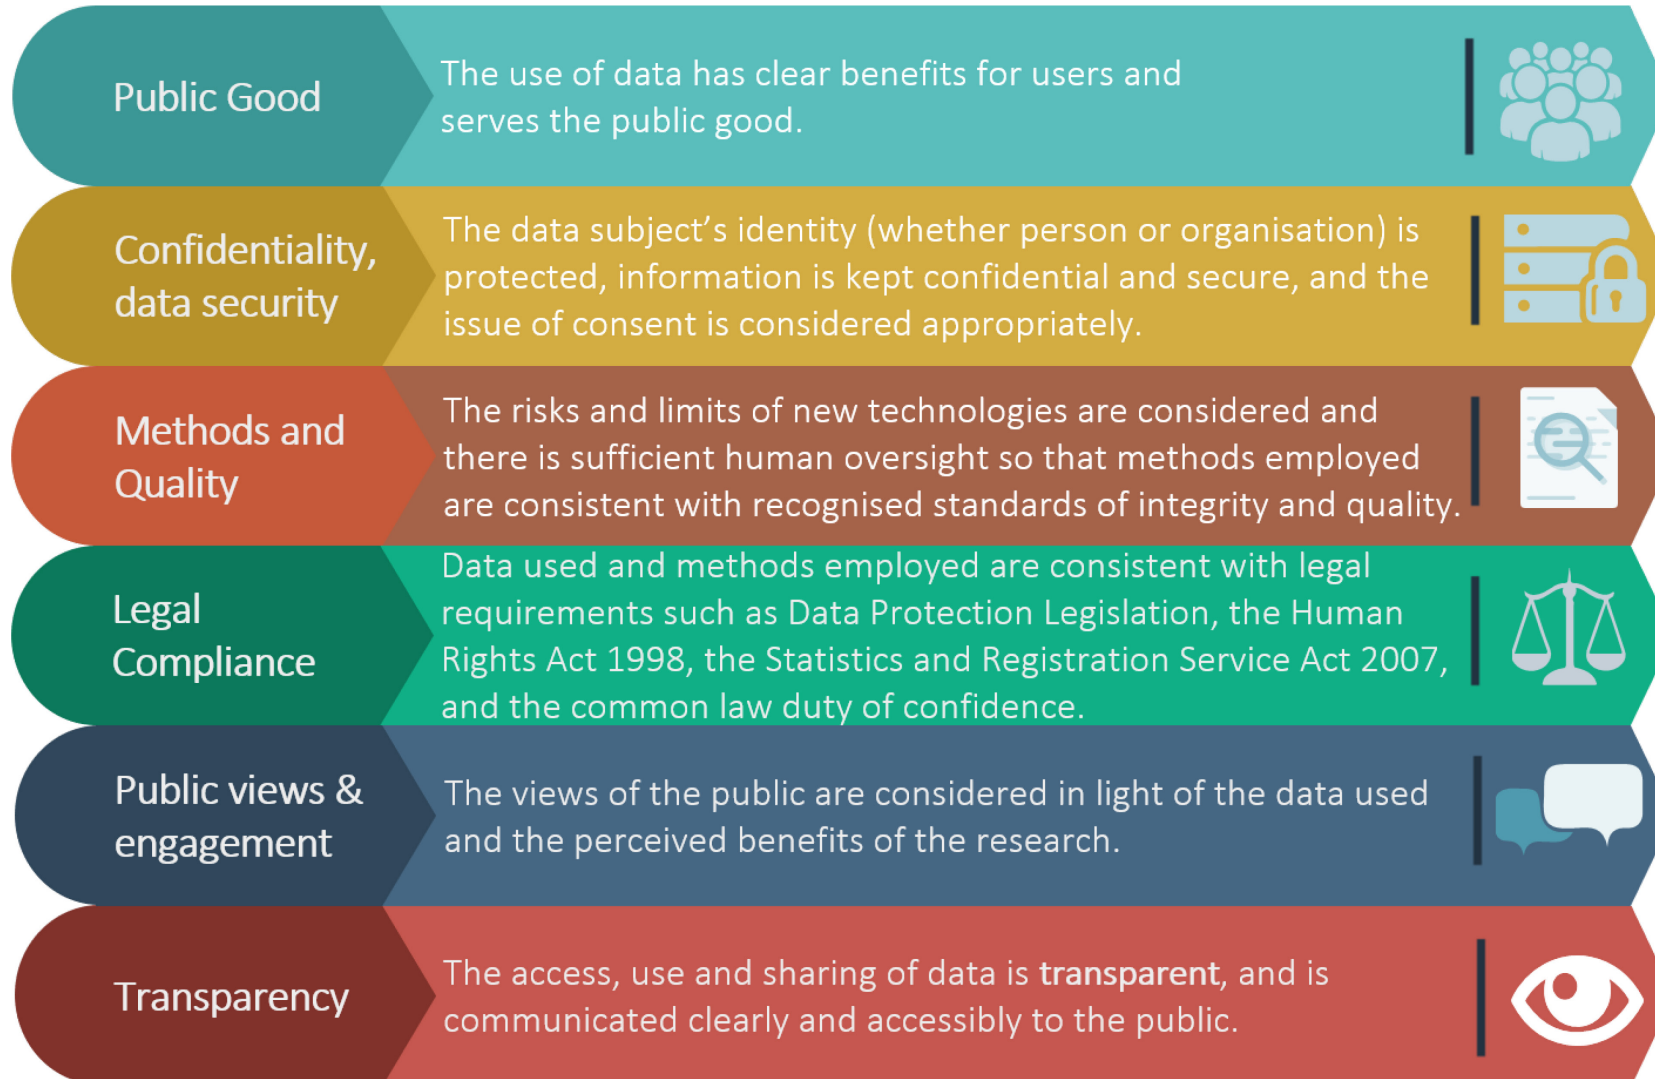 Public Good
The use of data has clear benefits for users and
serves the public good.
Confidentiality,
data security
The data subject’s identity (whether person or organisation) is
protected, information is kept confidential and secure, and the
issue of consent is considered appropriately.
Methods and
Quality
The risks and limits of new technologies are considered and
there is sufficient human oversight so that methods employed
are consistent with recognised standards of integrity and quality.
Legal
Compliance
Data used and methods employed are consistent with legal
requirements such as Data Protection Legislation, the Human
Rights Act 1998, the Statistics and Registration Service Act 2007,
and the common law duty of confidence.
Public views &
engagement
The views of the public are considered in light of the data used
and the perceived benefits of the research.
Transparency
The access, use and sharing of data is transparent, and is
communicated clearly and accessibly to the public.